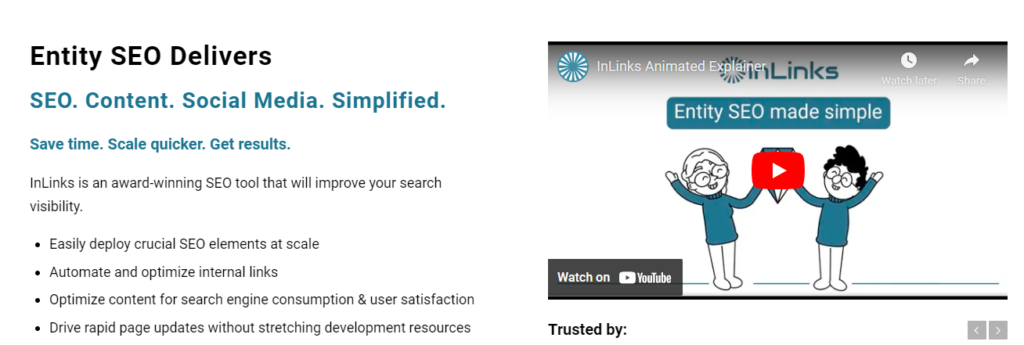 Entity SEO Delivers
SEO. Content. Social Media. Simplified.
Save time. Scale quicker. Get results.
InLinks is an award-winning SEO tool that will improve your search
visibility.
Easily deploy crucial SEO elements at scale
Automate and optimize internal links
Optimize content for search engine consumption & user satisfaction
Drive rapid page updates without stretching development resources
InLinks Animated Explainer
inLinks
Watch later
Share
Entity SEO made simple
Watch on YouTube
Trusted by: